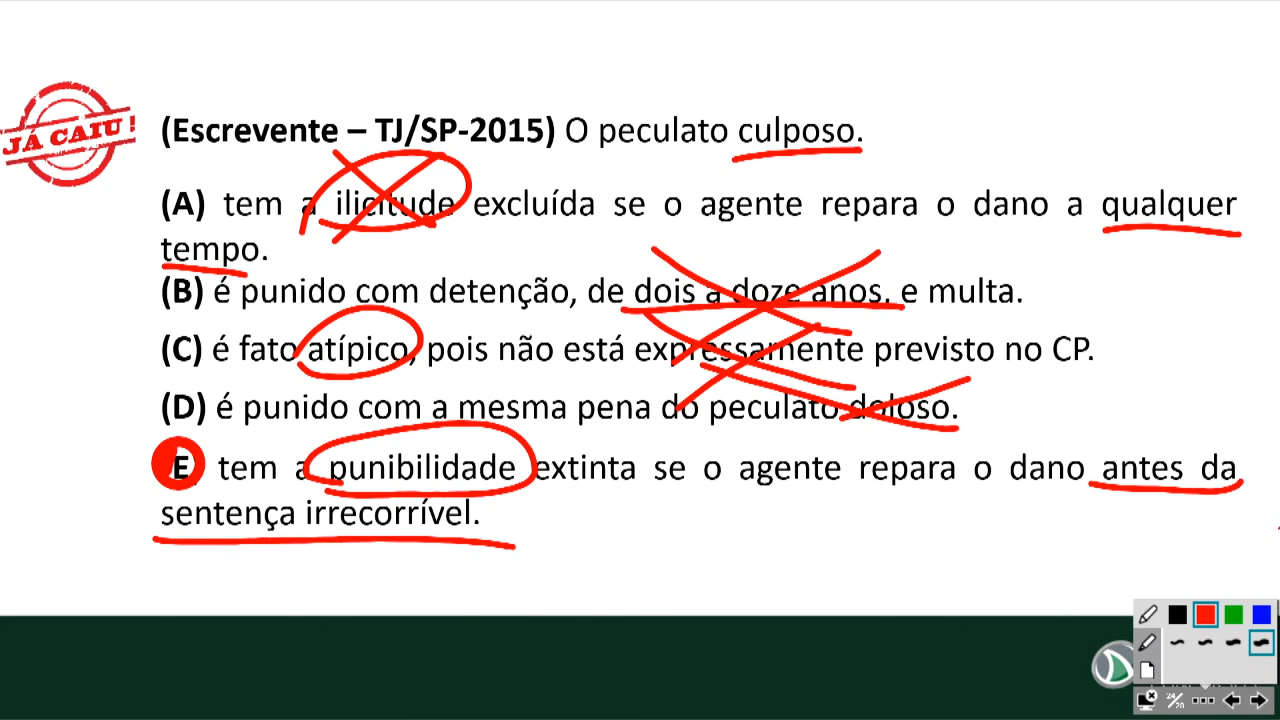 JÁ CAIU !
(Escrevente – TJ/SP-2015) O peculato culposo.
(A) tem a ilicitude excluída se o agente repara o dano a qualquer
tempo.
(B) é punido com detenção, de dois a doze anos, e multa.
(C) é fato atípico, pois não está expressamente previsto no CP.
(D) é punido com a mesma pena do peculato doloso.
E tem a punibilidade extinta se o agente repara o dano antes da
sentença irrecorrível.